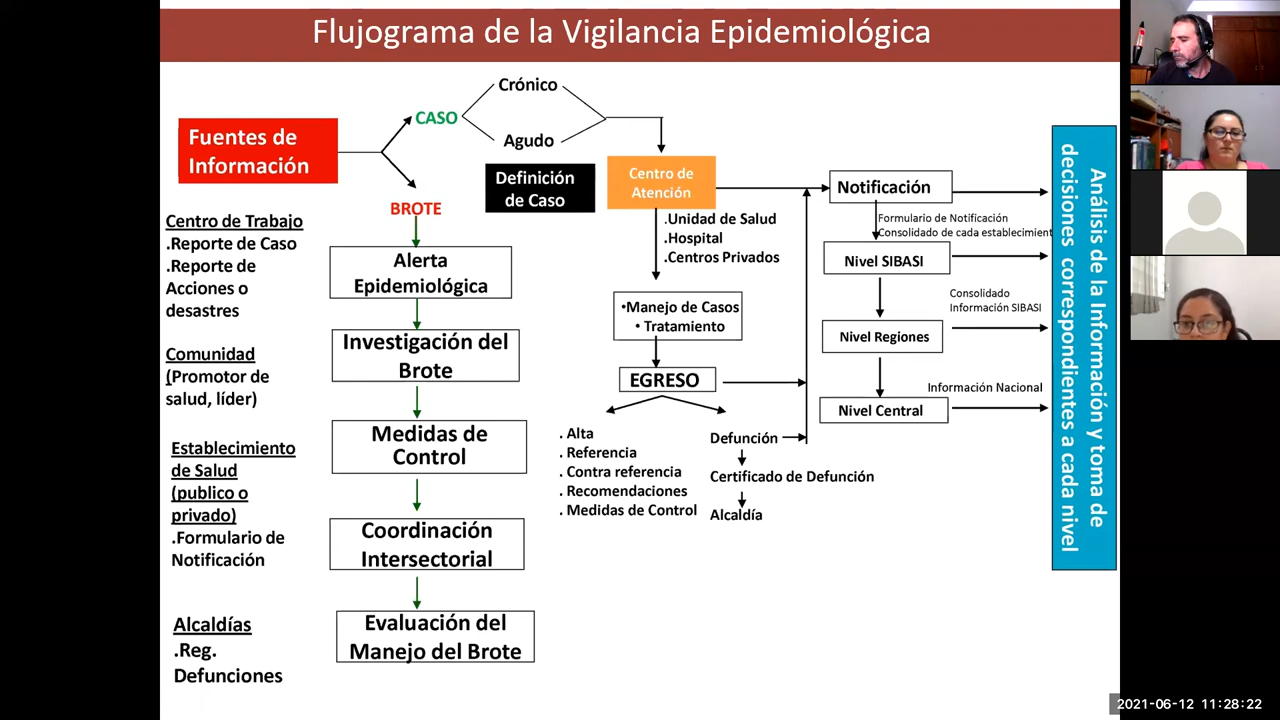 Flujograma de la Vigilancia Epidemiológica
Fuentes de
Información
CASO
Crónico
Agudo
BROTE
Definición
de Caso
Centro de
Atención
.Unidad de Salud
.Hospital
.Centros Privados
•Manejo de Casos
• Tratamiento
EGRESO
. Alta
. Referencia
. Contra referencia
. Recomendaciones
. Medidas de Control
Defunción
Certificado de Defunción
Alcaldía
Centro de Trabajo
.Reporte de Caso
.Reporte de
Acciones o
desastres
Comunidad
(Promotor de
salud, líder)
Establecimiento
de Salud
(publico o
privado)
.Formulario de
Notificación
Alcaldías
.Reg.
Defunciones
Alerta
Epidemiológica
Investigación del
Brote
Medidas de
Control
Coordinación
Intersectorial
Evaluación del
Manejo del Brote
Notificación
Formulario de Notificación
Consolidado de cada establecimient
Nivel SIBASI
Consolidado
Información SIBASI
Nivel Regiones
Información Nacional
Nivel Central
Análisis de la Información y toma de
decisiones correspondientes a cada nivel
2021-06-12 11:28:22